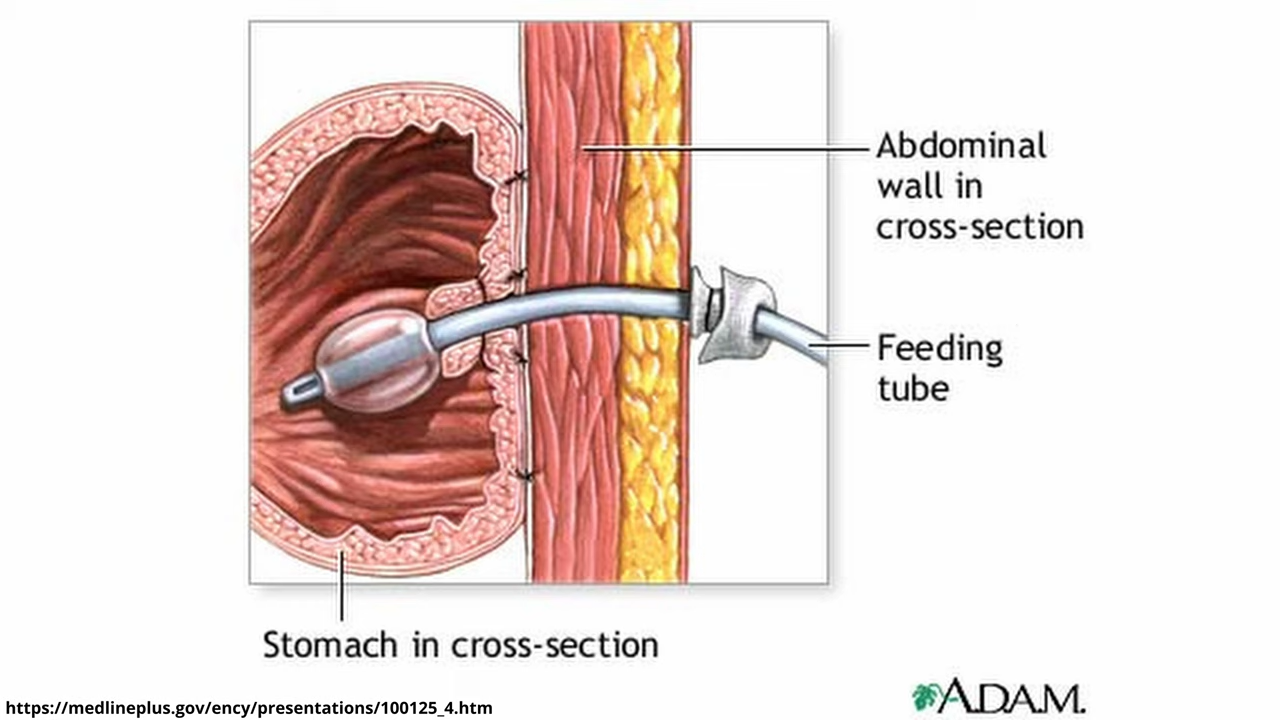 Abdominal
wall in
cross-section
Feeding
tube
Stomach in cross-section
https://medlineplus.gov/ency/presentations/100125_4.htm
A.D.A.M.